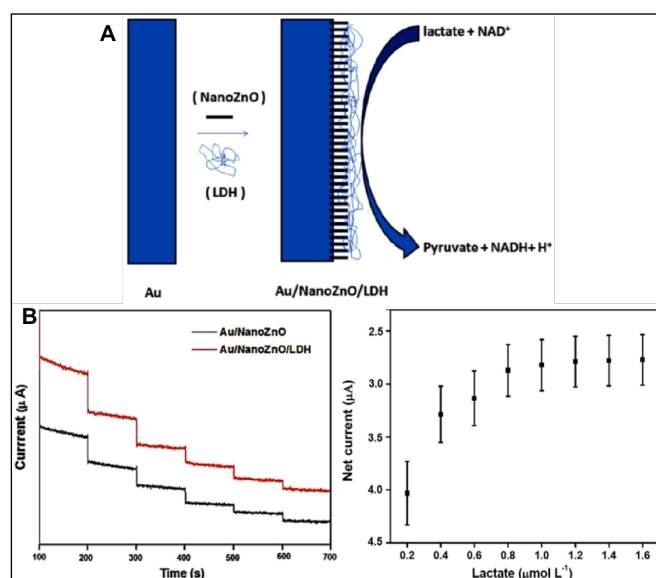 A
lactate + NAD⁺
( NanoZnO )
( LDH )
Pyruvate + NADH+ H⁺
Au
Au/NanoZnO/LDH
B
Au/NanoZnO
Au/NanoZnO/LDH
Currrent(μ A)
100 200 300 400 500 600 700
Time (s)
Net current (μA)
2.5
3.0
3.5
4.0
4.5
0.2 0.4 0.6 0.8 1.0 1.2 1.4 1.6
Lactate (μmol L⁻¹)